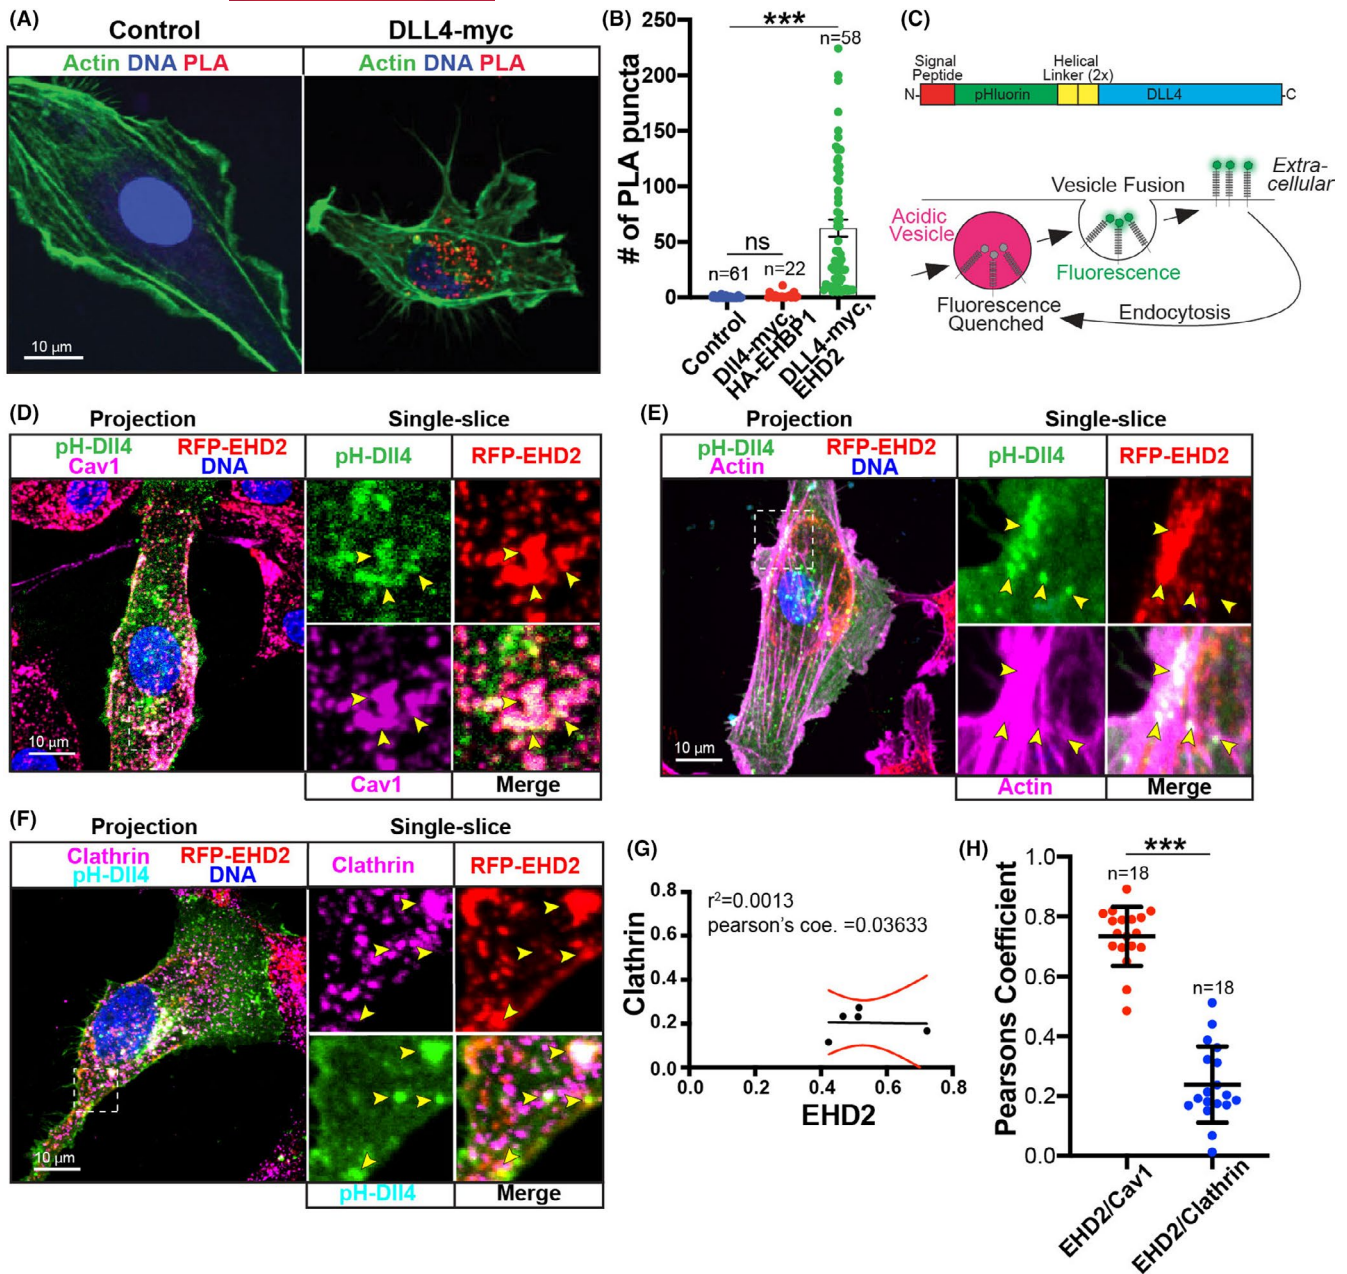 (A)
Control
DLL4-myc
Actin DNA PLA
Actin DNA PLA
10 µm
(B)
# of PLA puncta
250
200
150
100
50
0
***
n=58
ns
n=61
n=22
Control
Dll4-myc,
HA-EHBP1
DLL4-myc,
EHD2
(C)
Signal
Peptide
Helical
Linker (2x)
N-
pHluorin
DLL4
-C
Vesicle Fusion
Extra-
cellular
Acidic
Vesicle
Fluorescence
Fluorescence
Quenched
Endocytosis
(D)
Projection
Single-slice
pH-Dll4 RFP-EHD2
Cav1 DNA
pH-Dll4
RFP-EHD2
10 µm
Cav1
Merge
(E)
Projection
Single-slice
pH-Dll4 RFP-EHD2
Actin DNA
pH-Dll4
RFP-EHD2
10 µm
Actin
Merge
(F)
Projection
Single-slice
Clathrin RFP-EHD2
pH-Dll4 DNA
Clathrin
RFP-EHD2
10 µm
pH-Dll4
Merge
(G)
Clathrin
0.8
0.6
0.4
0.2
0.0
r²=0.0013
pearson's coe. =0.03633
0.0 0.2 0.4 0.6 0.8
EHD2
(H)
Pearsons Coefficient
1.0
0.8
0.6
0.4
0.2
0.0
***
n=18
n=18
EHD2/Cav1
EHD2/Clathrin